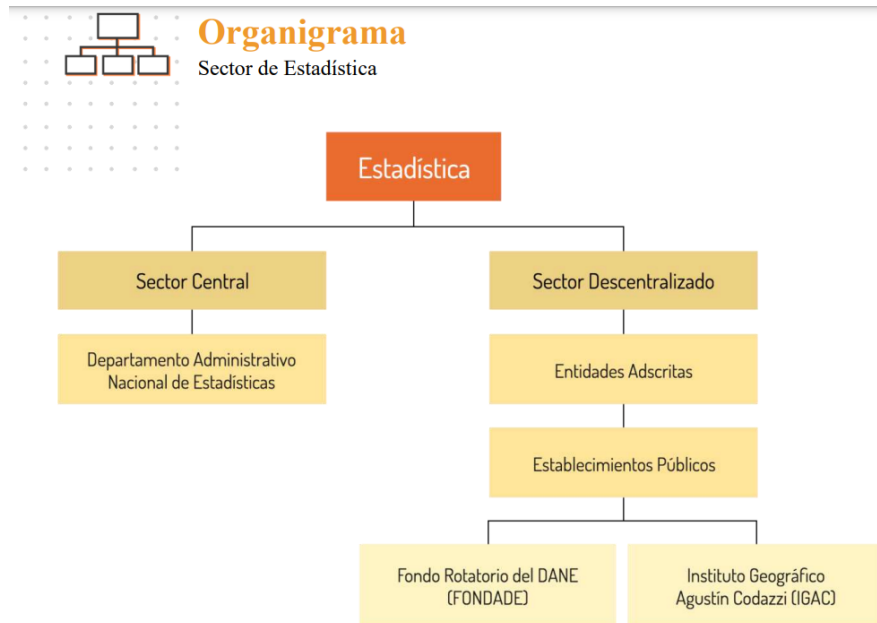 Organigrama
Sector de Estadística
Estadística
Sector Central
Sector Descentralizado
Departamento Administrativo
Nacional de Estadísticas
Entidades Adscritas
Establecimientos Públicos
Fondo Rotatorio del DANE
(FONDADE)
Instituto Geográfico
Agustín Codazzi (IGAC)